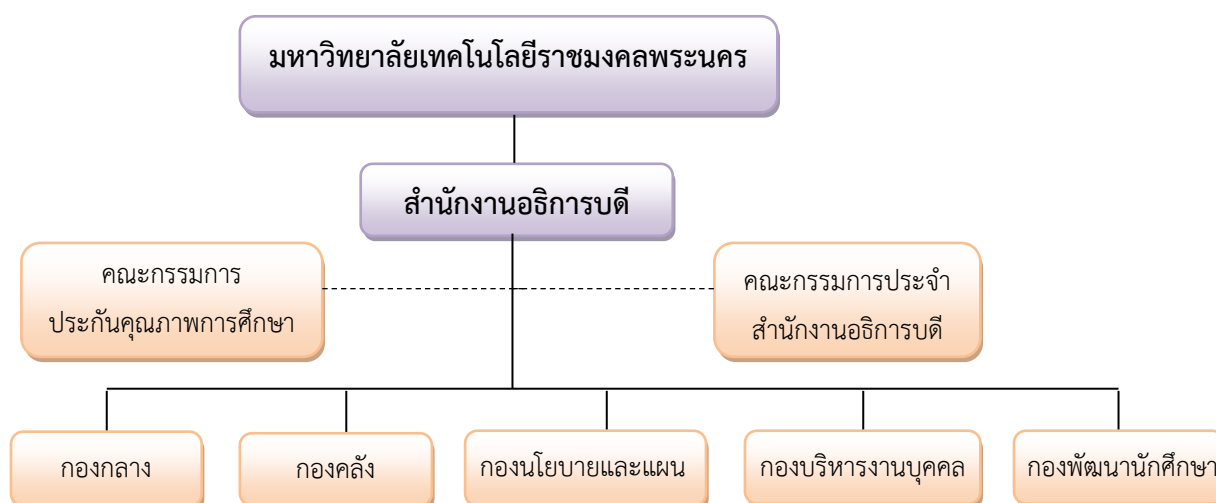 มหาวิทยาลัยเทคโนโลยีราชมงคลพระนคร
สำนักงานอธิการบดี
คณะกรรมการ
ประกันคุณภาพการศึกษา
คณะกรรมการประจำ
สำนักงานอธิการบดี
กองกลาง
กองคลัง
กองนโยบายและแผน
กองบริหารงานบุคคล
กองพัฒนานักศึกษา